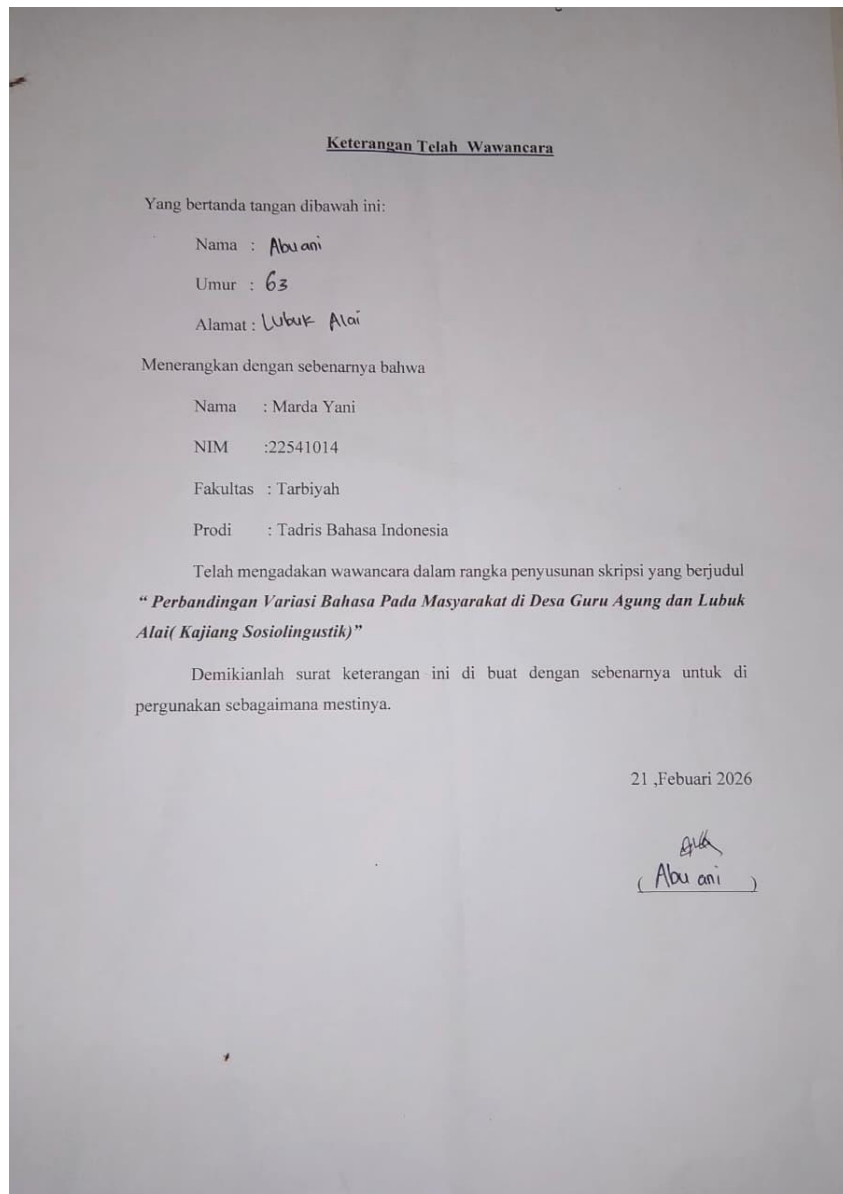 Keterangan Telah Wawancara
Yang bertanda tangan dibawah ini:
Nama : Abu ani
Umur : 63
Alamat : Lubuk Alai
Menerangkan dengan sebenarnya bahwa
Nama : Marda Yani
NIM :22541014
Fakultas : Tarbiyah
Prodi : Tadris Bahasa Indonesia
Telah mengadakan wawancara dalam rangka penyusunan skripsi yang berjudul
“ Perbandingan Variasi Bahasa Pada Masyarakat di Desa Guru Agung dan Lubuk
Alai( Kajiang Sosiolingustik)”
Demikianlah surat keterangan ini di buat dengan sebenarnya untuk di
pergunakan sebagaimana mestinya.
21 ,Febuari 2026
( Abu ani )